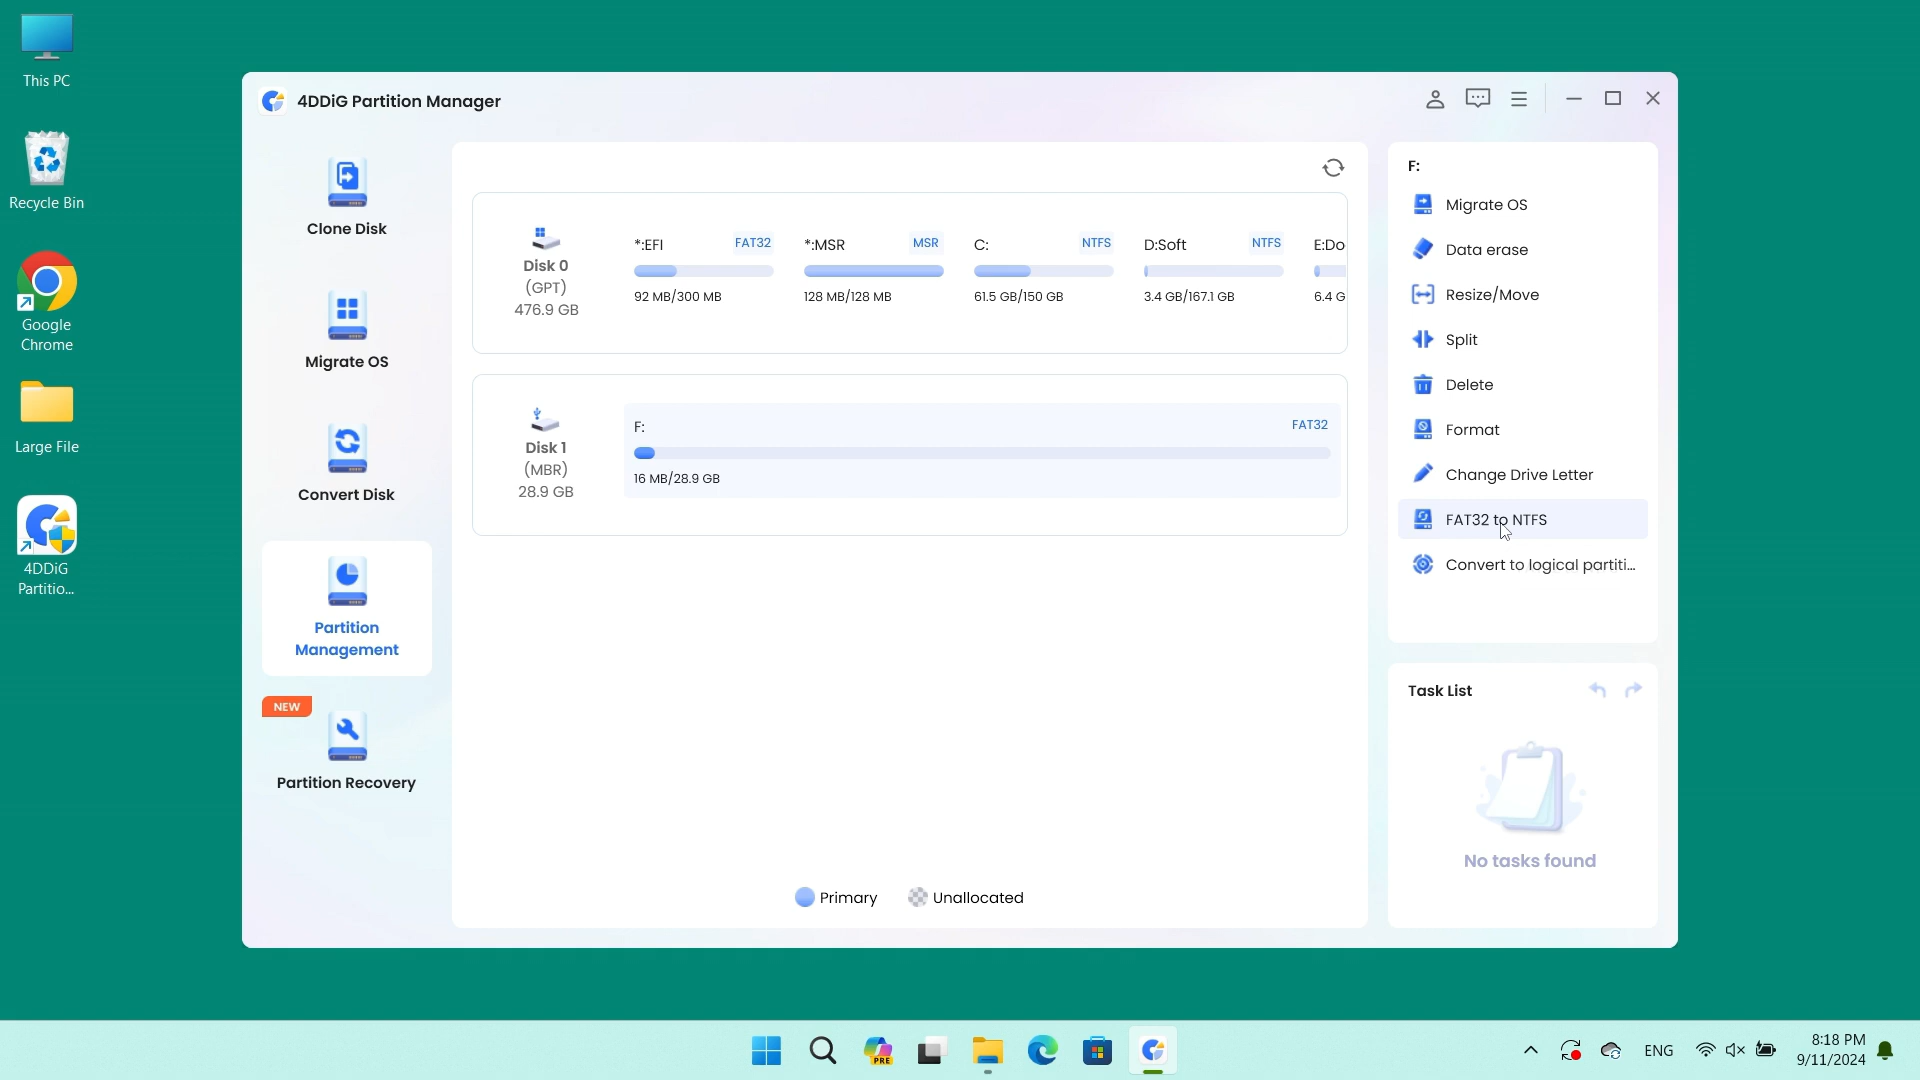 This PC
Recycle Bin
Google
Chrome
Large File
4DDiG
Partitio...
4DDiG Partition Manager
Clone Disk
Migrate OS
Convert Disk
Partition
Management
NEW
Partition Recovery
Disk 0
(GPT)
476.9 GB
*:EFI FAT32
92 MB/300 MB
*:MSR MSR
128 MB/128 MB
C: NTFS
61.5 GB/150 GB
D:Soft NTFS
3.4 GB/167.1 GB
E:Do
6.4 G
Disk 1
(MBR)
28.9 GB
F: FAT32
16 MB/28.9 GB
Primary Unallocated
F:
Migrate OS
Data erase
Resize/Move
Split
Delete
Format
Change Drive Letter
FAT32 to NTFS
Convert to logical partiti...
Task List
No tasks found
PRE
ENG
8:18 PM
9/11/2024